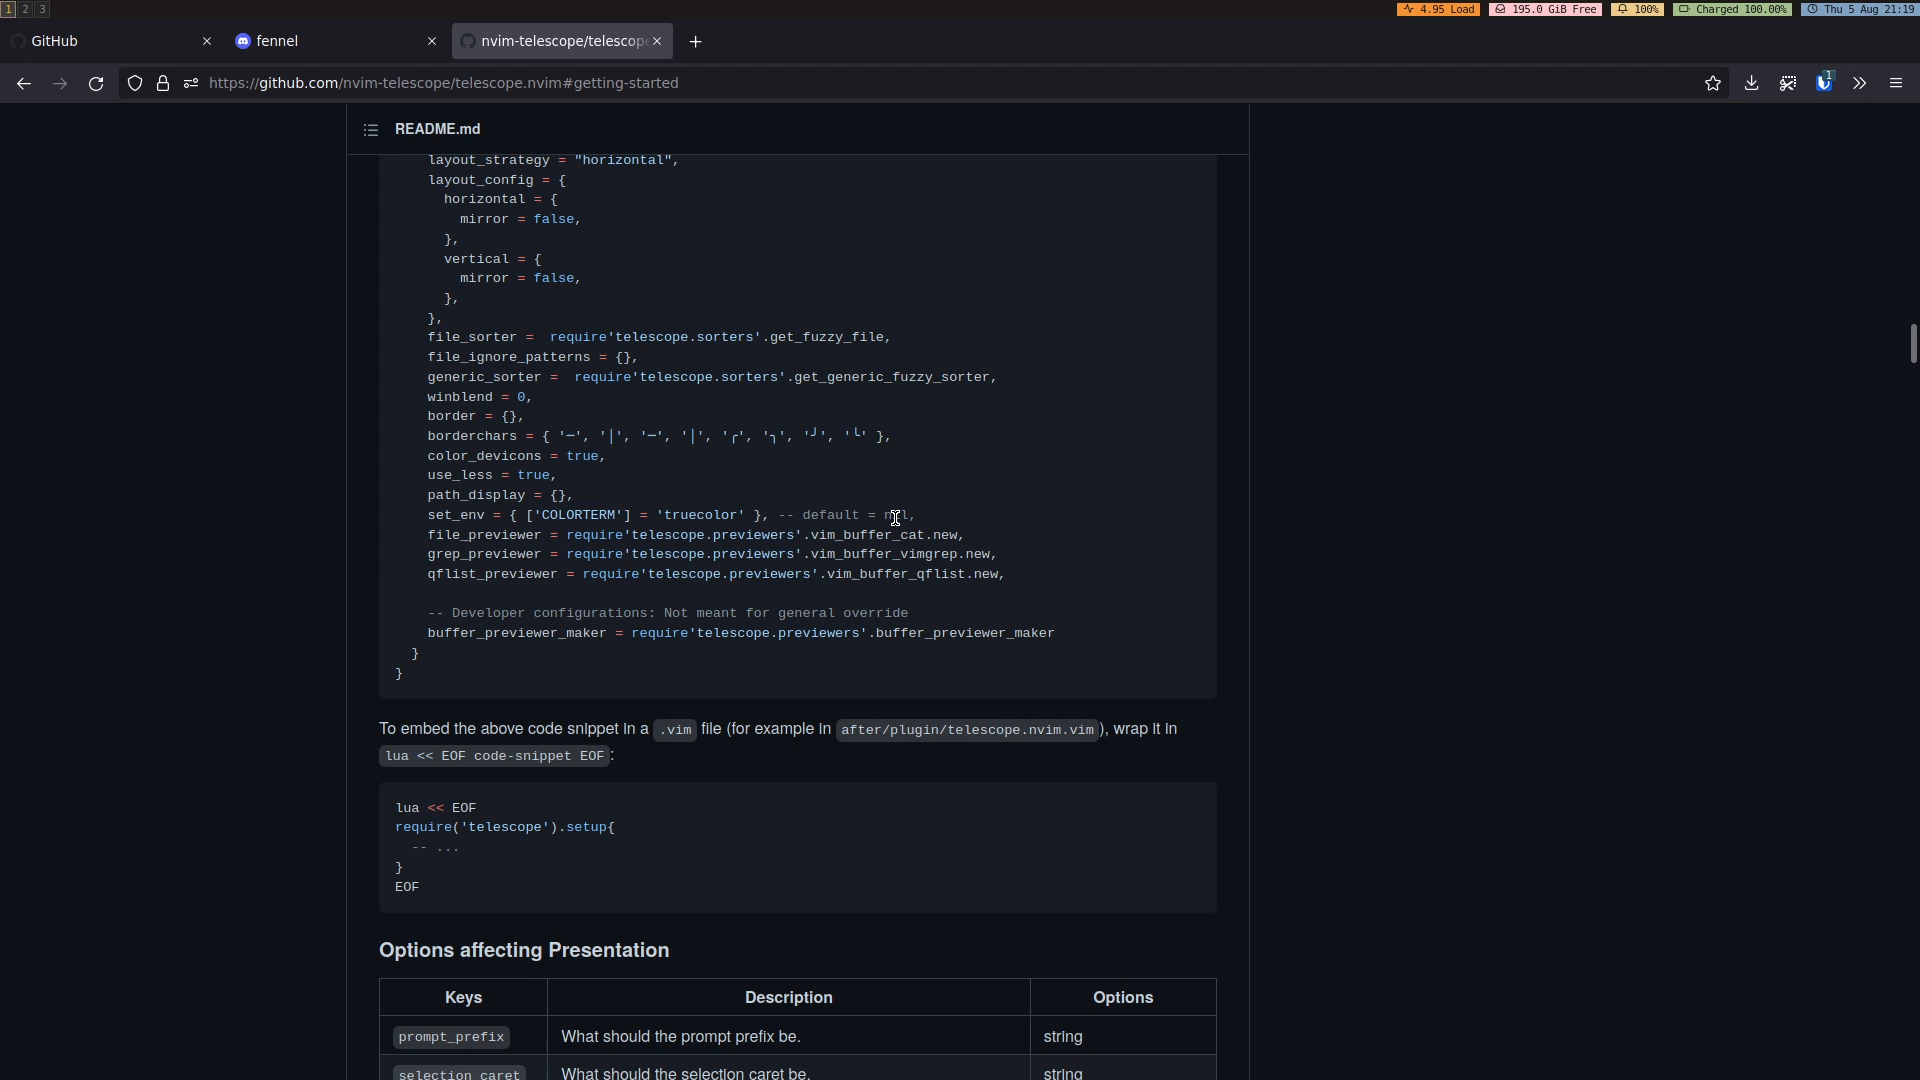 1 2 3
4.95 Load 195.0 GiB Free 100% Charged 100.00% Thu 5 Aug 21:19
GitHub fennel nvim-telescope/telescop
https://github.com/nvim-telescope/telescope.nvim#getting-started
1
README.md
layout_strategy = "horizontal",
layout_config = {
horizontal = {
mirror = false,
},
vertical = {
mirror = false,
},
},
file_sorter =  require'telescope.sorters'.get_fuzzy_file,
file_ignore_patterns = {},
generic_sorter =  require'telescope.sorters'.get_generic_fuzzy_sorter,
winblend = 0,
border = {},
borderchars = { '─', '│', '─', '│', '╭', '╮', '╯', '╰' },
color_devicons = true,
use_less = true,
path_display = {},
set_env = { ['COLORTERM'] = 'truecolor' }, -- default = nil,
file_previewer = require'telescope.previewers'.vim_buffer_cat.new,
grep_previewer = require'telescope.previewers'.vim_buffer_vimgrep.new,
qflist_previewer = require'telescope.previewers'.vim_buffer_qflist.new,
-- Developer configurations: Not meant for general override
buffer_previewer_maker = require'telescope.previewers'.buffer_previewer_maker
}
}
To embed the above code snippet in a .vim file (for example in after/plugin/telescope.nvim.vim), wrap it in
lua << EOF code-snippet EOF:
lua << EOF
require('telescope').setup{
-- ...
}
EOF
Options affecting Presentation
Keys Description Options
prompt_prefix What should the prompt prefix be. string
selection_caret What should the selection caret be. string